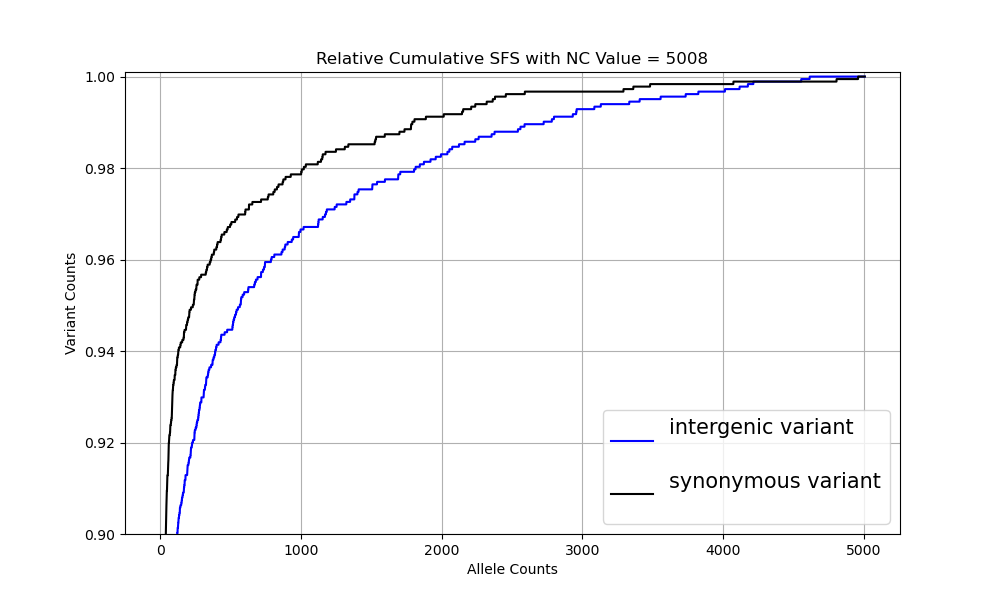 Relative Cumulative SFS with NC Value = 5008
1.00
0.98
0.96
0.94
0.92
0.90
Variant Counts
0
1000
2000
3000
4000
5000
Allele Counts
intergenic variant
synonymous variant